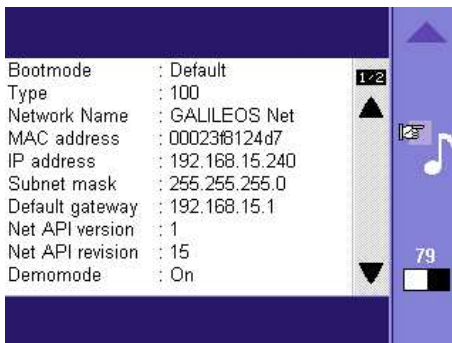 Bootmode : Default
Type : 100
Network Name : GALILEOS Net
MAC address : 00023f8124d7
IP address : 192.168.15.240
Subnet mask : 255.255.255.0
Default gateway : 192.168.15.1
Net API version : 1
Net API revision : 15
Demomode : On
1/2
79